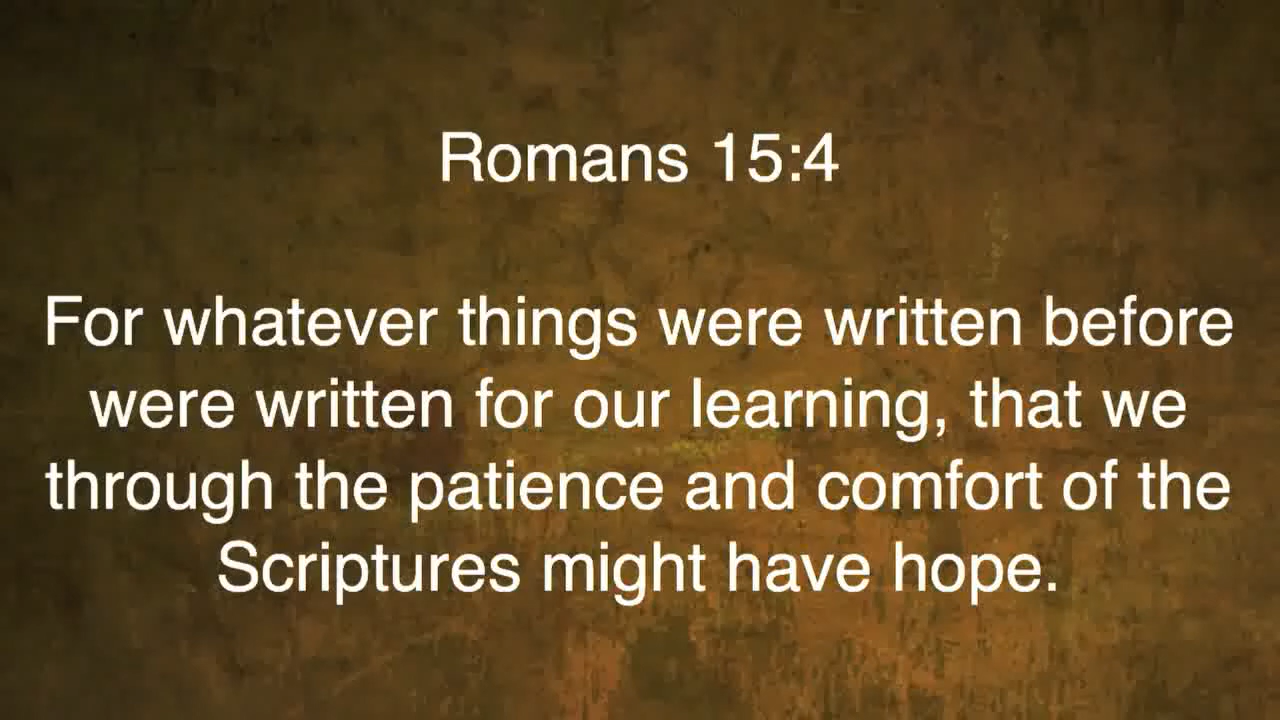 Romans 15:4
For whatever things were written before
were written for our learning, that we
through the patience and comfort of the
Scriptures might have hope.